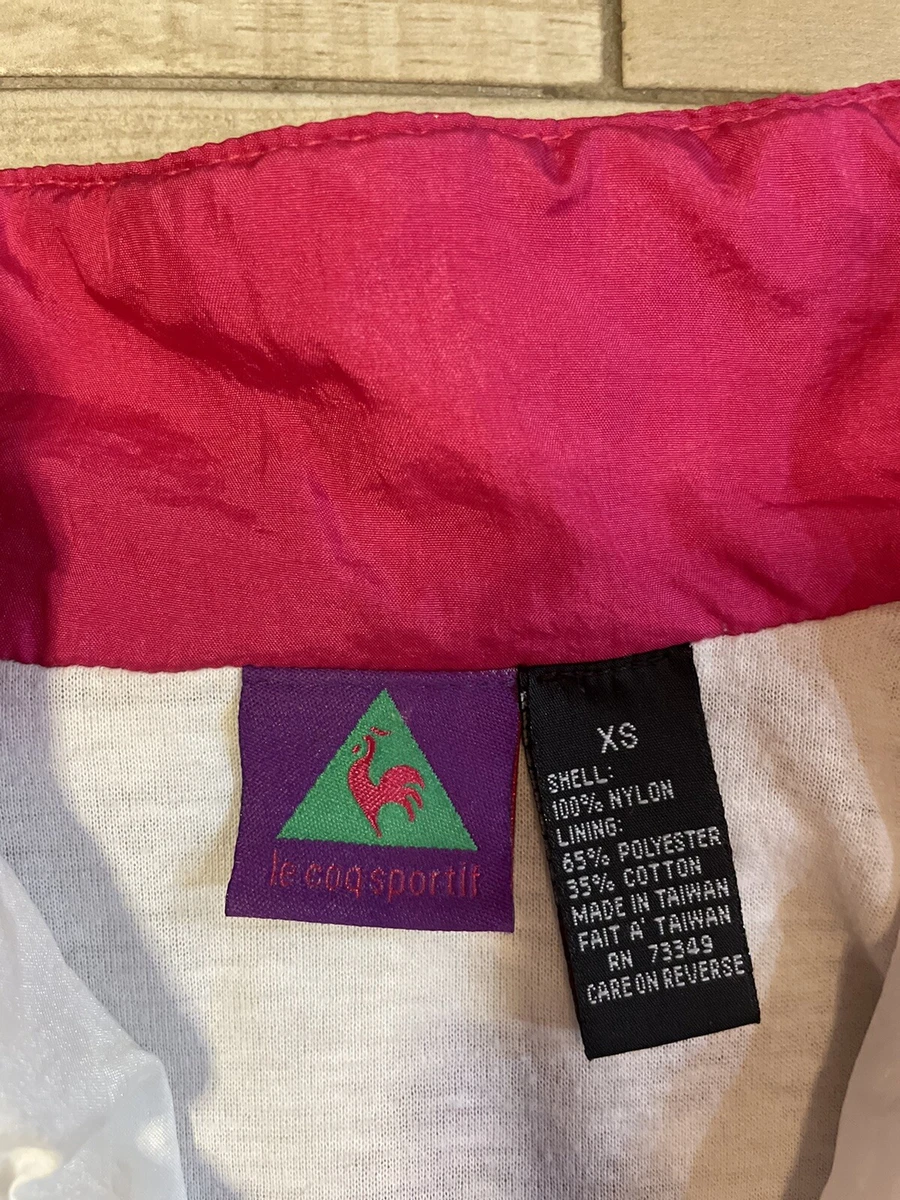 le coq sportif
XS
SHELL:
100% NYLON
LINING:
65% POLYESTER
35% COTTON
MADE IN TAIWAN
FAIT A' TAIWAN
RN 73349
CARE ON REVERSE